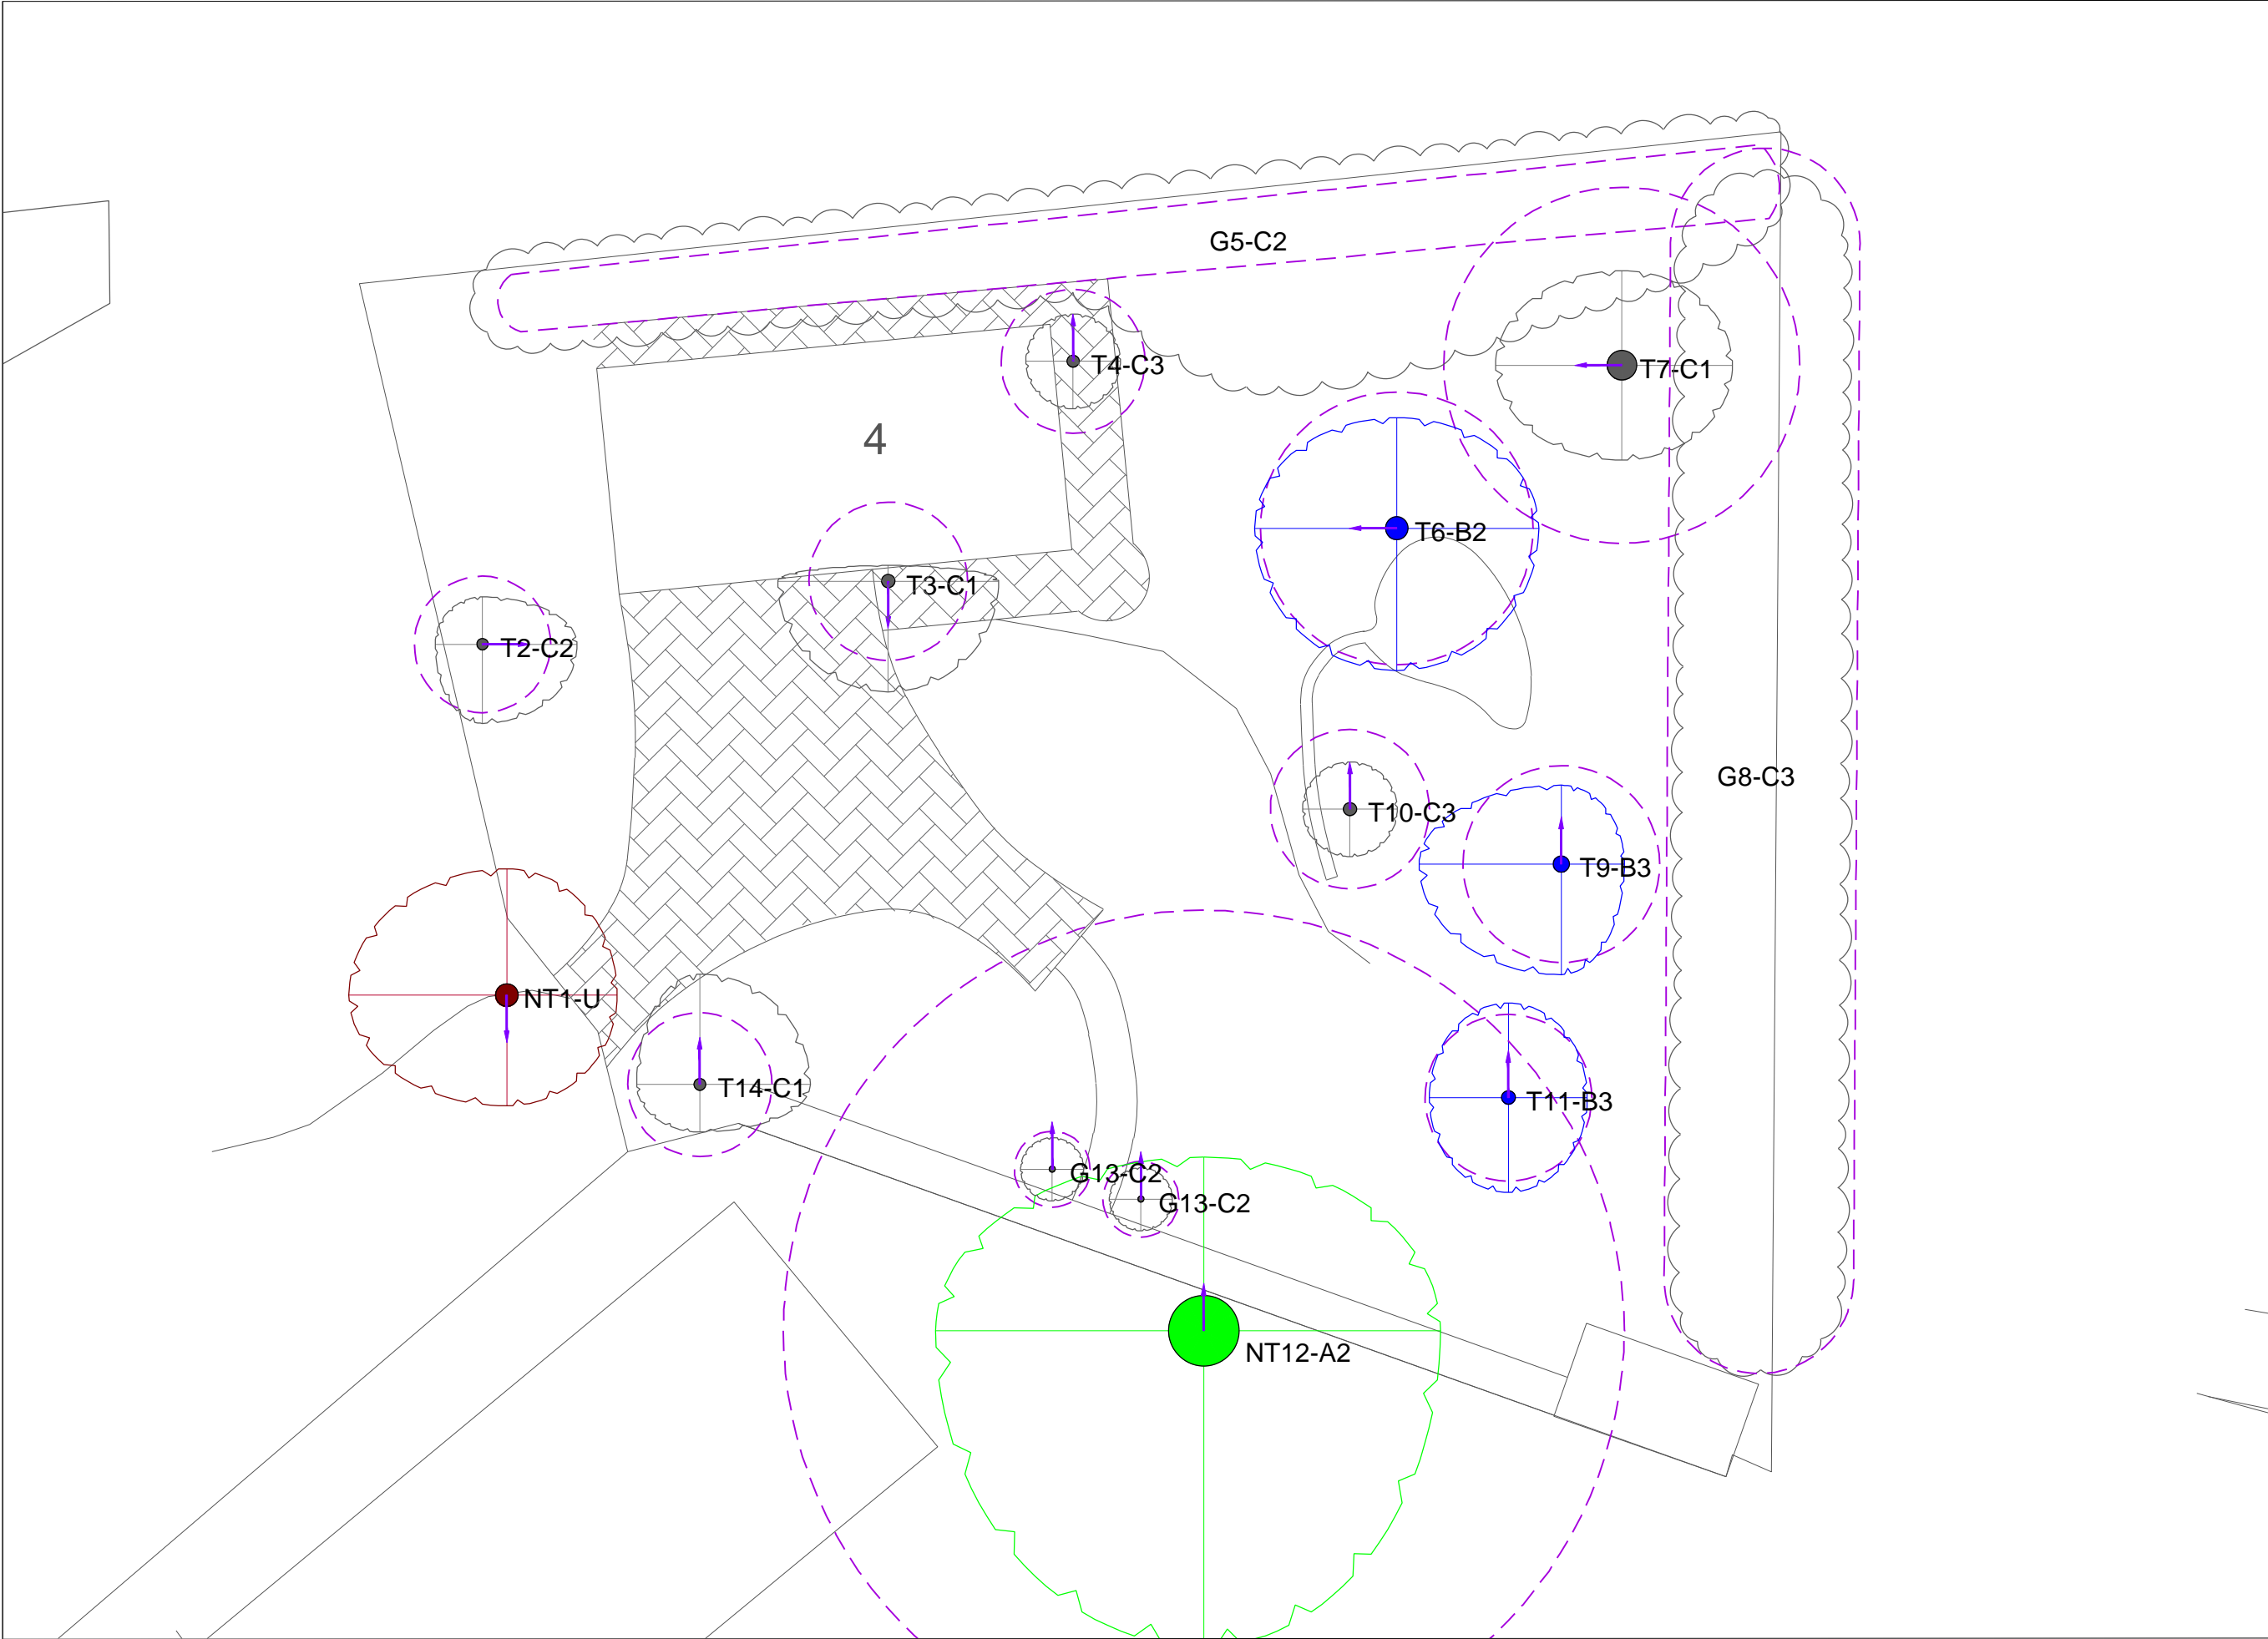 G5-C2
T4-C3
T7-C1
4
T6-B2
T3-C1
T2-C2
G8-C3
T10-C3
T9-B3
NT1-U
T14-C1
T11-B3
G13-C2
G13-C2
NT12-A2